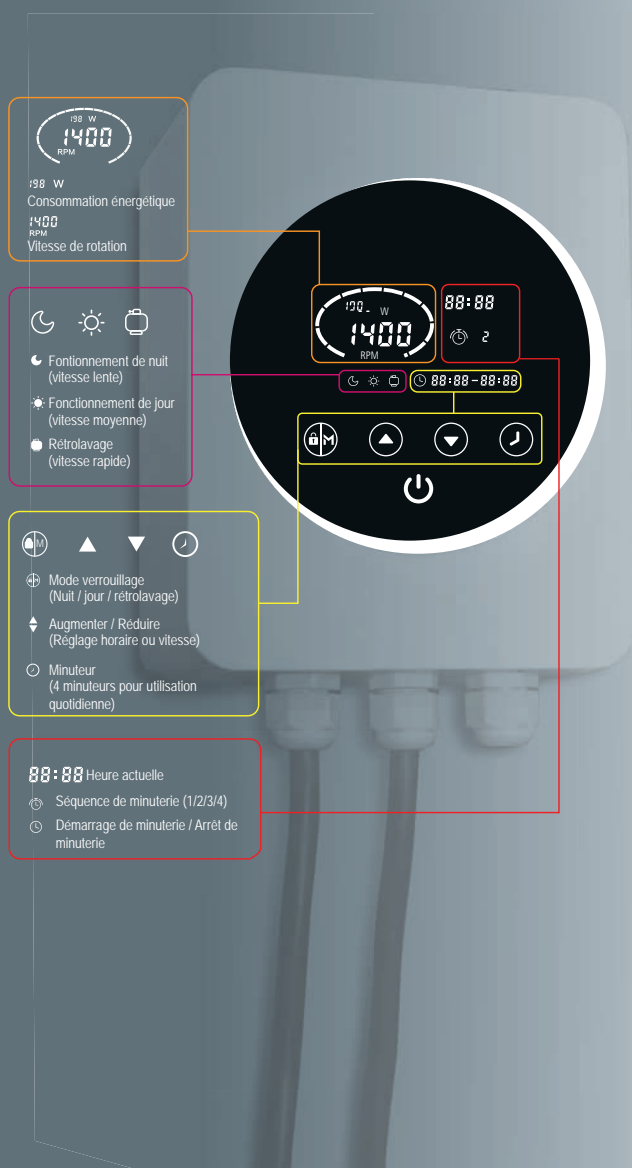 198 W
1400
RPM
198 W
Consommation énergétique
1400
RPM
Vitesse de rotation
Fontionnement de nuit
(vitesse lente)
Fonctionnement de jour
(vitesse moyenne)
Rétrolavage
(vitesse rapide)
M
Mode verrouillage
(Nuit / jour / rétrolavage)
Augmenter / Réduire
(Réglage horaire ou vitesse)
Minuteur
(4 minuteurs pour utilisation
quotidienne)
88:88 Heure actuelle
Séquence de minuterie (1/2/3/4)
Démarrage de minuterie / Arrêt de
minuterie
W
1400
RPM
88:88
2
88:88-88:88
M